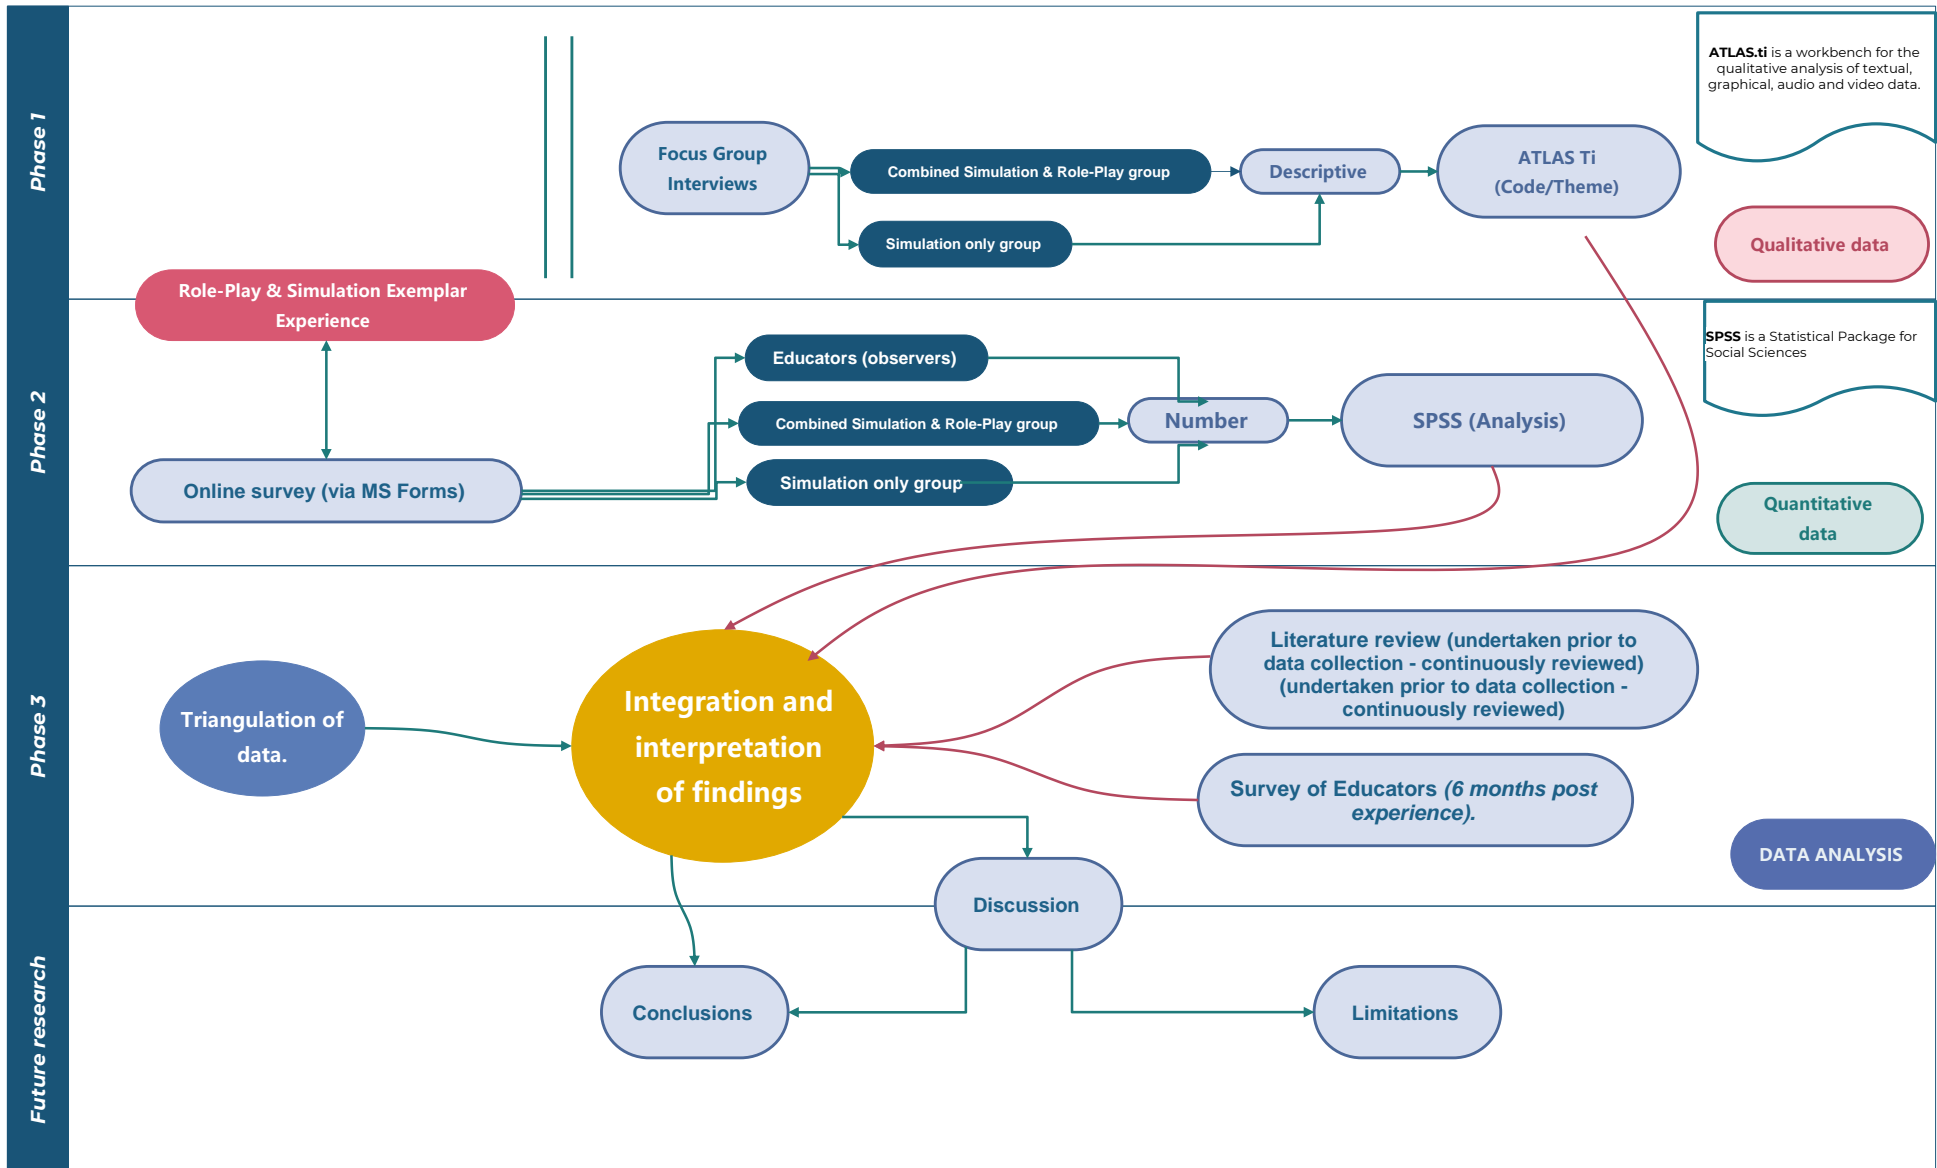 Phase 1
Focus Group
Interviews
Combined Simulation & Role-Play group
Simulation only group
Descriptive
ATLAS Ti
(Code/Theme)
ATLAS.ti is a workbench for the
qualitative analysis of textual,
graphical, audio and video data.
Qualitative data
Role-Play & Simulation Exemplar
Experience
Phase 2
Online survey (via MS Forms)
Educators (observers)
Combined Simulation & Role-Play group
Simulation only group
Number
SPSS (Analysis)
SPSS is a Statistical Package for
Social Sciences
Quantitative
data
Phase 3
Triangulation of
data.
Integration and
interpretation
of findings
Literature review (undertaken prior to
data collection - continuously reviewed)
(undertaken prior to data collection -
continuously reviewed)
Survey of Educators (6 months post
experience).
DATA ANALYSIS
Discussion
Future research
Conclusions
Limitations